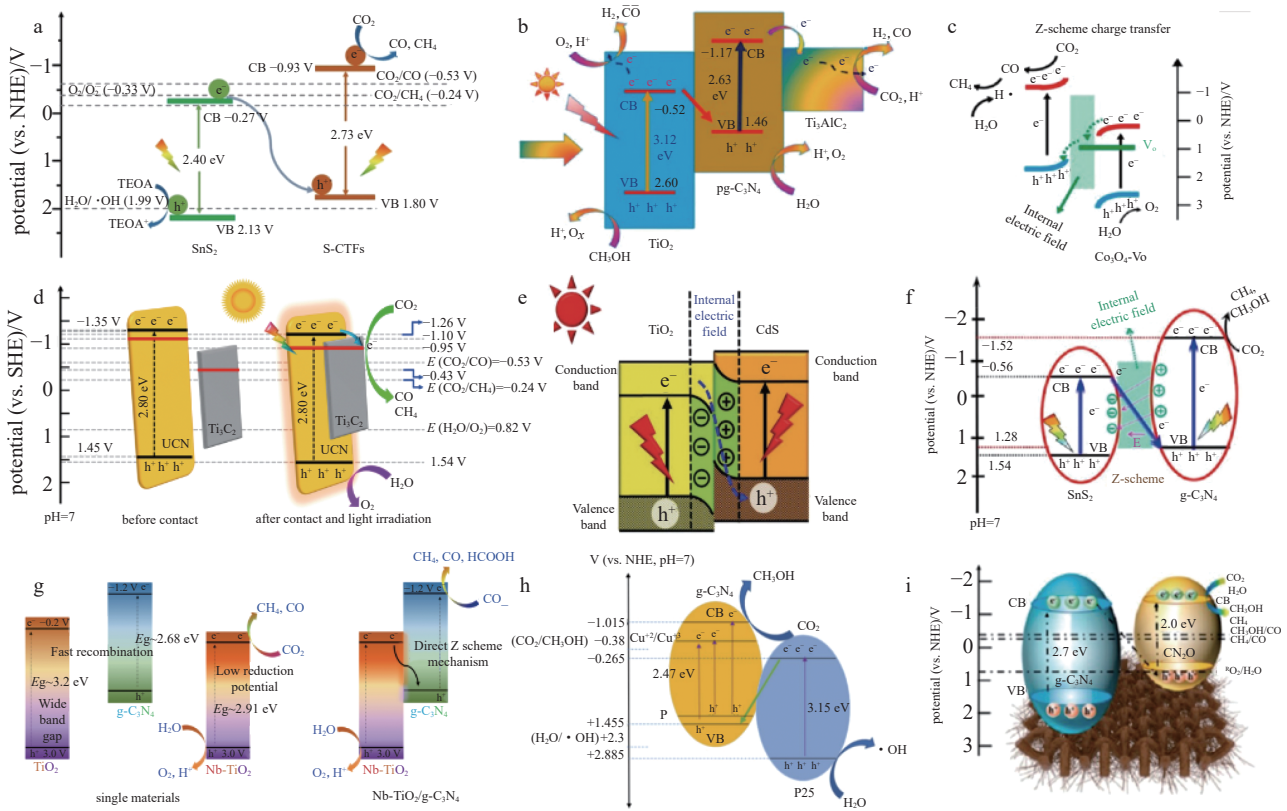 a
CO₂
CO, CH₄
e⁻
CB −0.93 V
CO₂/CO (−0.53 V)
O₂/O₂⁻ (−0.33 V)
e⁻
CO₂/CH₄ (−0.24 V)
CB −0.27 V
potential (vs. NHE)/V
0
1
2
2.40 eV
2.73 eV
TEOA
H₂O/ •OH (1.99 V)
TEOA⁺
h⁺
h⁺
VB 1.80 V
VB 2.13 V
SnS₂
S-CTFs
b
H₂, CO
O₂, H⁺
e⁻ e⁻ e⁻
CB
−0.52
3.12
eV
VB
2.60
h⁺ h⁺ h⁺
H⁺, Ox
CH₃OH
TiO₂
e⁻ e⁻
−1.17
CB
2.63
eV
VB
1.46
h⁺ h⁺
pg-C₃N₄
e⁻
H₂, CO
e⁻
CO₂, H⁺
Ti₃AlC₂
H⁺, O₂
H₂O
c
Z-scheme charge transfer
CO₂
CO
CH₄
H •
H₂O
e⁻ e⁻ e⁻
e⁻
h⁺ h⁺ h⁺
e⁻ e⁻ e⁻
Vₒ
e⁻
h⁺ h⁺ h⁺
O₂
H₂O
Internal
electric field
Co₃O₄-Vo
−1
0
1
2
3
potential (vs. NHE)/V
d
potential (vs. SHE)/V
−1
0
1
2
pH=7
−1.35 V
e⁻ e⁻ e⁻
2.80 eV
1.45 V
UCN
h⁺ h⁺ h⁺
Ti₃C₂
before contact
e⁻ e⁻ e⁻
e⁻
2.80 eV
Ti₃C₂
UCN
h⁺ h⁺ h⁺
after contact and light irradiation
CO₂
−1.26 V
−1.10 V
−0.95 V
E (CO₂/CO)=−0.53 V
−0.43 V
E (CO₂/CH₄)=−0.24 V
CO
CH₄
E (H₂O/O₂)=0.82 V
1.54 V
H₂O
O₂
e
TiO₂
Internal
electric
field
CdS
Conduction
band
Conduction
band
e⁻
e⁻
h⁺
h⁺
Valence
band
Valence
band
f
potential (vs. NHE)/V
−2
−1
0
1
2
pH=7
−1.52
−0.56
1.28
1.54
Internal
electric field
CH₄,
CH₃OH
CO₂
e⁻ e⁻ e⁻
CB
e⁻
VB
h⁺ h⁺ h⁺
e⁻
E
e⁻ e⁻ e⁻
CB
e⁻
VB
h⁺ h⁺ h⁺
SnS₂
Z-scheme
g-C₃N₄
g
e⁻ −0.2 V
Eg~3.2 eV
Wide
band
gap
h⁺ 3.0 V
TiO₂
−1.2 V e⁻
Fast recombination
h⁺
g-C₃N₄
Eg~2.68 eV
e⁻
CH₄, CO
CO₂
Low reduction
potential
Eg~2.91 eV
H₂O
O₂, H⁺
h⁺ 3.0 V
Nb-TiO₂
single materials
CH₄, CO, HCOOH
−1.2 V e⁻
CO_
e⁻
Direct Z scheme
mechanism
h⁺
g-C₃N₄
H₂O
O₂, H⁺
h⁺ 3.0 V
Nb-TiO₂
Nb-TiO₂/g-C₃N₄
h
V (vs. NHE, pH=7)
g-C₃N₄
CH₃OH
−1.015
(CO₂/CH₃OH)
−0.38
−0.265
+1.455
(H₂O/ •OH)+2.3
+2.885
CB
e⁻
Cu⁺²/Cu⁺³
e⁻ e⁻
2.47 eV
h⁺ h⁺ h⁺
P
VB
CO₂
e⁻ e⁻ e⁻
3.15 eV
h⁺ h⁺ h⁺
• OH
H₂O
P25
i
potential (vs. NHE)/V
−2
−1
0
1
2
3
CB
e⁻ e⁻ e⁻
2.7 eV
g-C₃N₄
VB
h⁺ h⁺ h⁺
e⁻ e⁻ e⁻
CB
2.0 eV
CN₂O
h⁺ h⁺ h⁺
CO₂
H₂O
CH₃OH
CH₄
CH₃OH/CO
CH₄/CO
O₂/H₂O